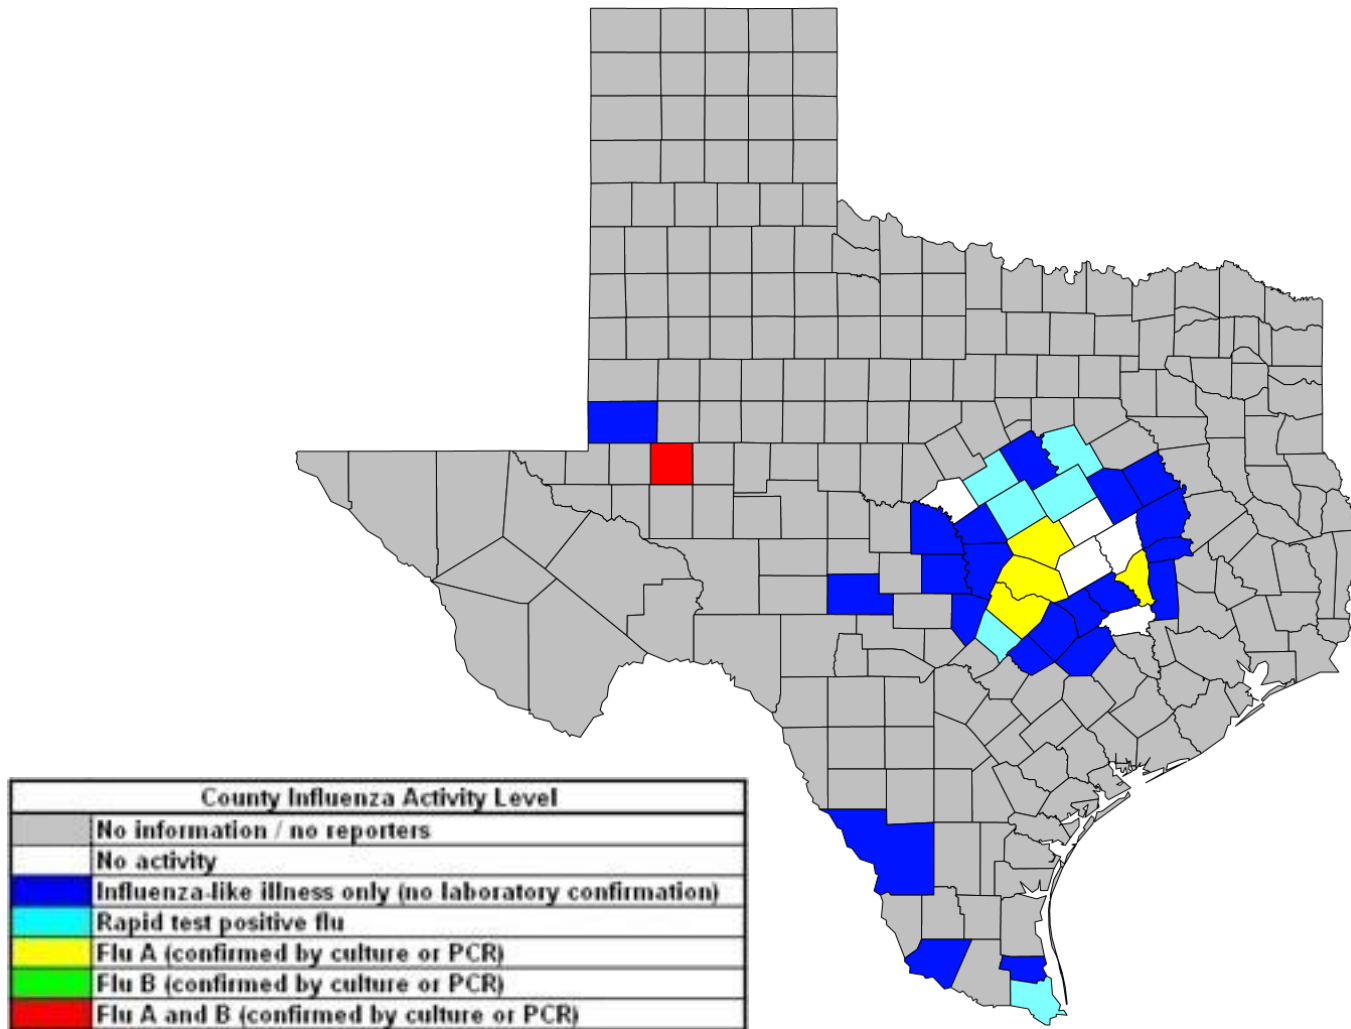 County Influenza Activity Level
No information / no reporters
No activity
Influenza-like illness only (no laboratory confirmation)
Rapid test positive flu
Flu A (confirmed by culture or PCR)
Flu B (confirmed by culture or PCR)
Flu A and B (confirmed by culture or PCR)